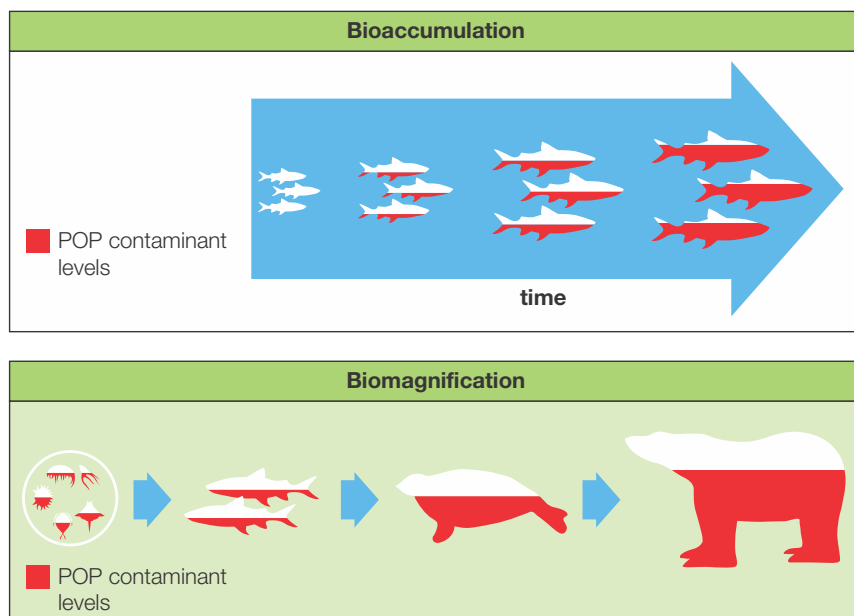 Bioaccumulation
POP contaminant
levels
time
Biomagnification
POP contaminant
levels